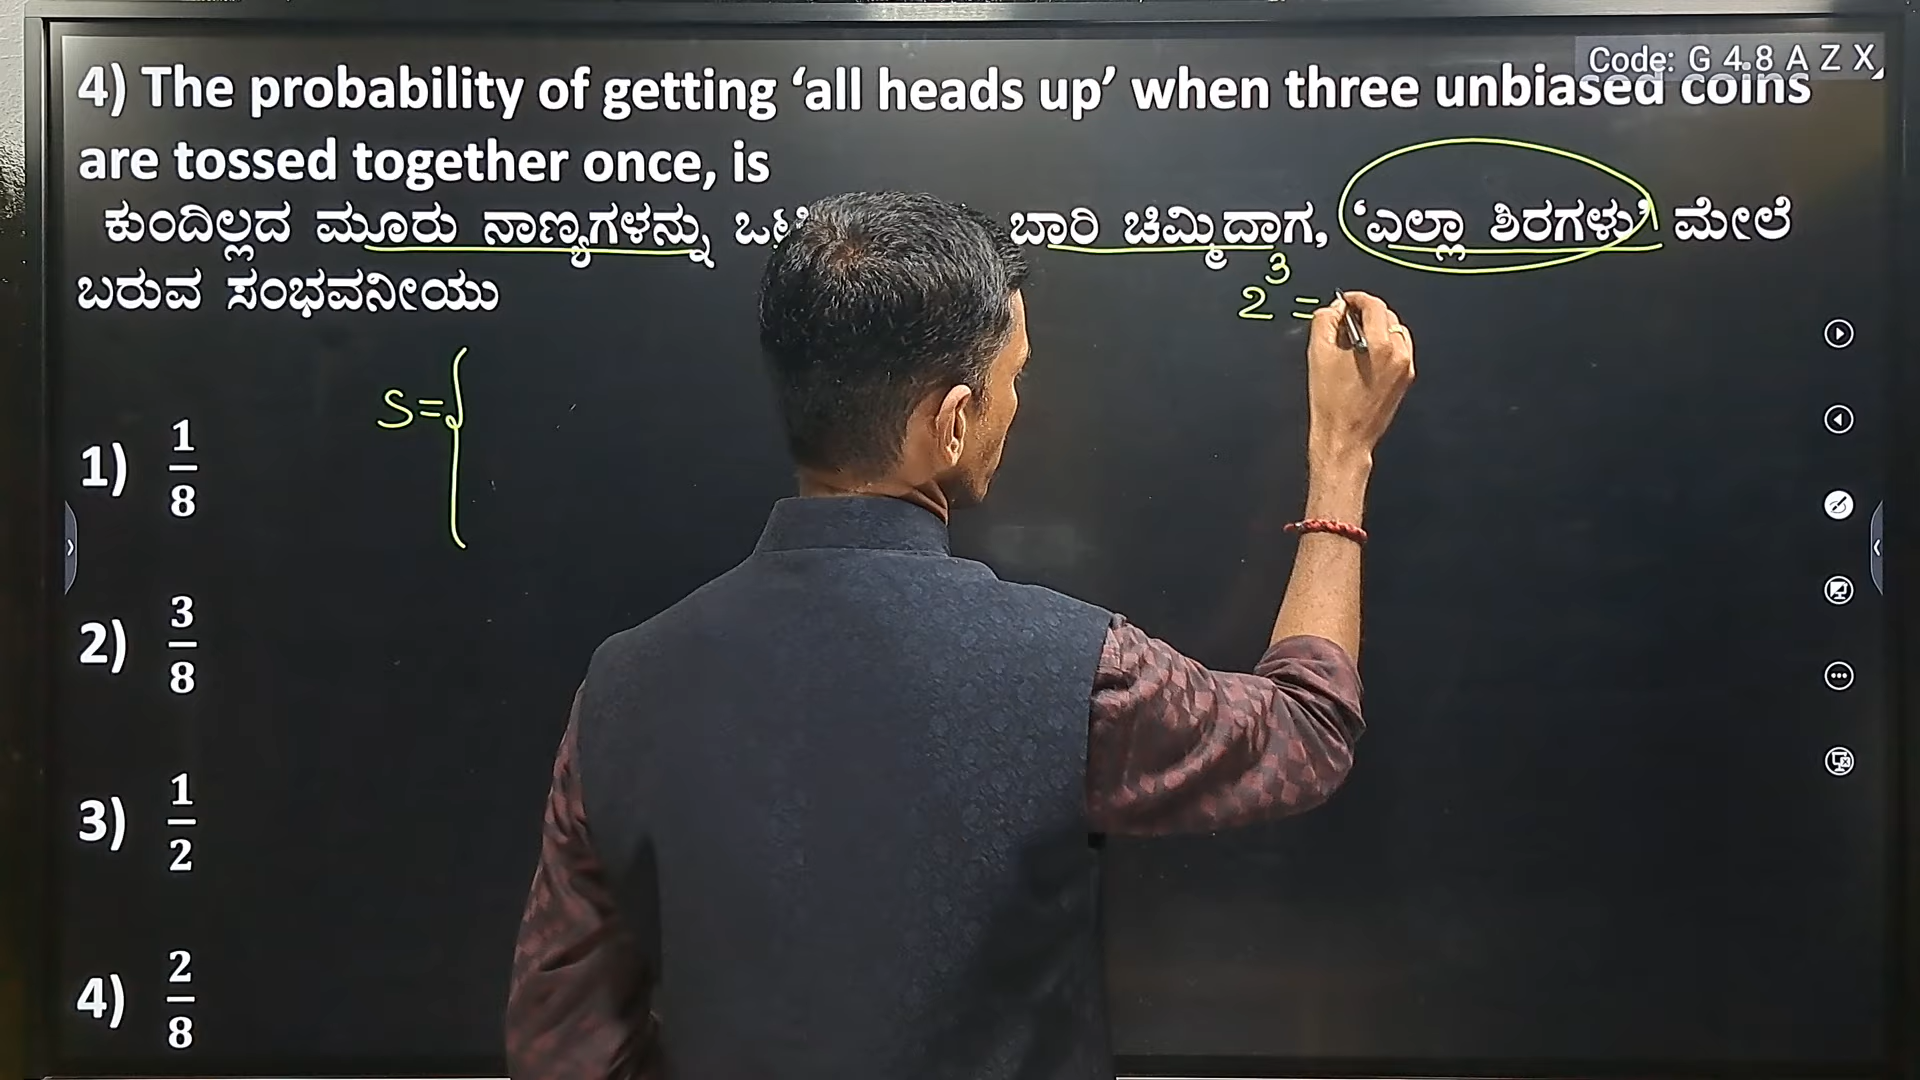 Code: G 4.8 A Z X
4) The probability of getting ‘all heads up’ when three unbiased coins
are tossed together once, is
ಕುಂದಿಲ್ಲದ ಮೂರು ನಾಣ್ಯಗಳನ್ನು ಬಾರಿ ಚಿಮ್ಮಿದಾಗ, ‘ಎಲ್ಲಾ ಶಿರಗಳು’ ಮೇಲೆ
ಬರುವ ಸಂಭವನೀಯು
2³ =
S={
1) 1/8
2) 3/8
3) 1/2
4) 2/8